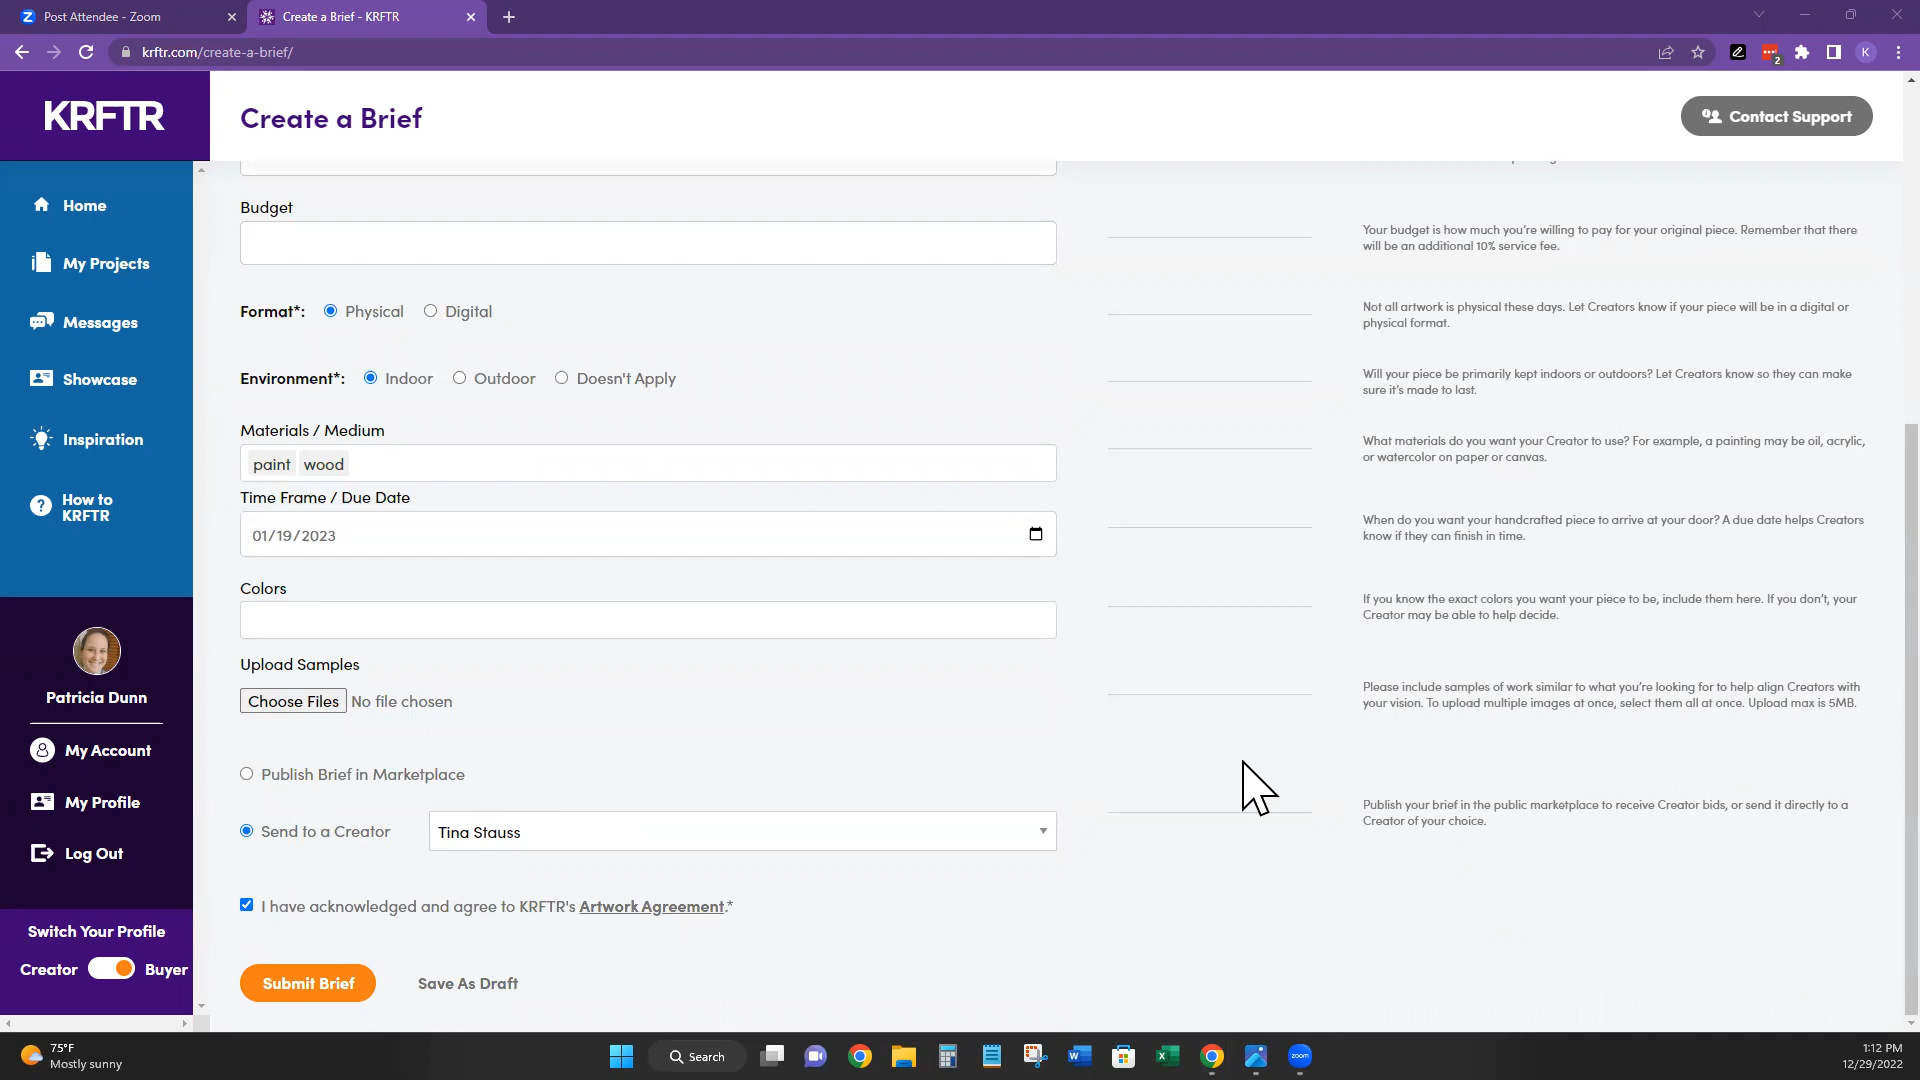 Post Attendee - Zoom
Create a Brief - KRFTR
krftr.com/create-a-brief/
2
K
KRFTR
Create a Brief
Contact Support
Home
My Projects
Messages
Showcase
Inspiration
How to
KRFTR
Patricia Dunn
My Account
My Profile
Log Out
Switch Your Profile
Creator Buyer
Budget
Your budget is how much you're willing to pay for your original piece. Remember that there
will be an additional 10% service fee.
Format*: Physical Digital
Not all artwork is physical these days. Let Creators know if your piece will be in a digital or
physical format.
Environment*: Indoor Outdoor Doesn't Apply
Will your piece be primarily kept indoors or outdoors? Let Creators know so they can make
sure it's made to last.
Materials / Medium
paint wood
What materials do you want your Creator to use? For example, a painting may be oil, acrylic,
or watercolor on paper or canvas.
Time Frame / Due Date
01/19/2023
When do you want your handcrafted piece to arrive at your door? A due date helps Creators
know if they can finish in time.
Colors
If you know the exact colors you want your piece to be, include them here. If you don't, your
Creator may be able to help decide.
Upload Samples
Choose Files No file chosen
Please include samples of work similar to what you're looking for to help align Creators with
your vision. To upload multiple images at once, select them all at once. Upload max is 5MB.
Publish Brief in Marketplace
Send to a Creator Tina Stauss
Publish your brief in the public marketplace to receive Creator bids, or send it directly to a
Creator of your choice.
I have acknowledged and agree to KRFTR's Artwork Agreement.*
Submit Brief Save As Draft
75°F
Mostly sunny
Search
zoom
1:12 PM
12/29/2022